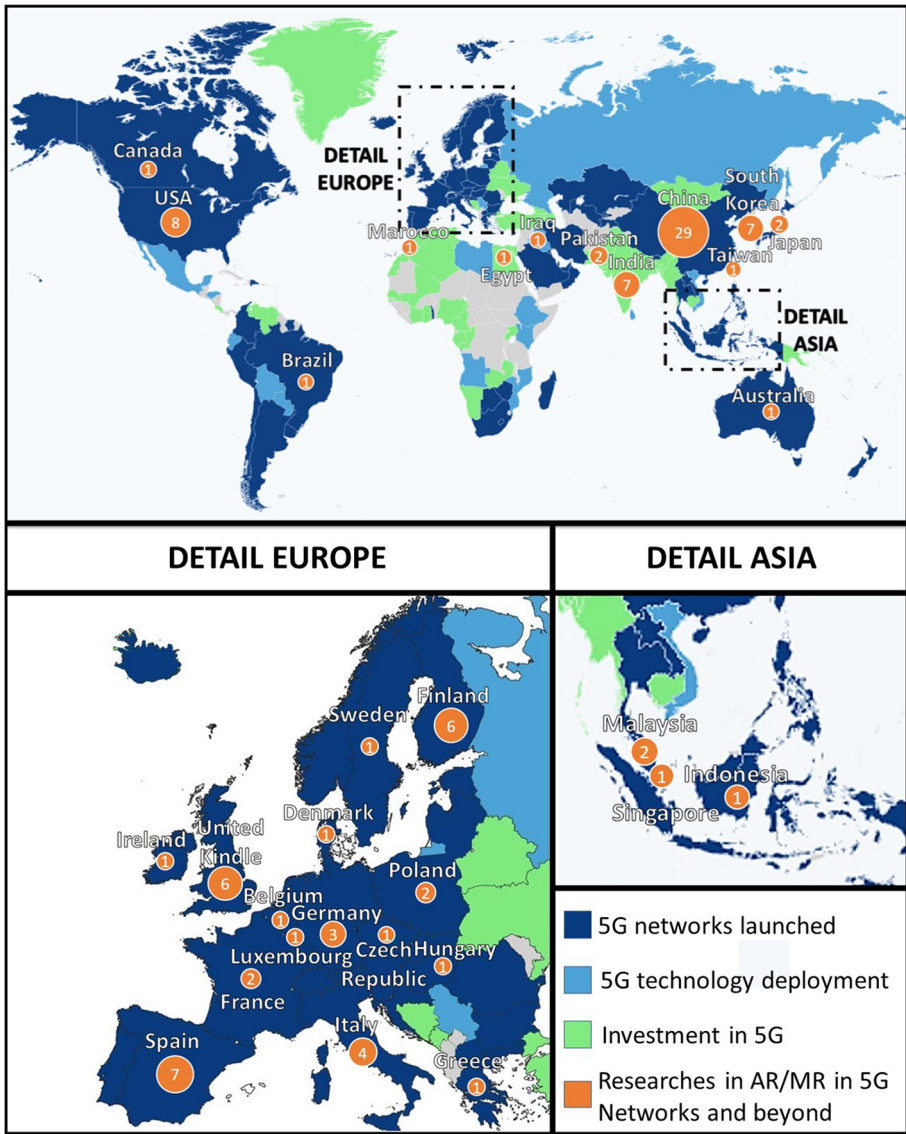 Canada
1
USA
8
DETAIL
EUROPE
Marocco
1
Egypt
1
Iraq
1
Pakistan
2
India
7
China
29
South
Korea
7
Japan
2
Taiwan
1
DETAIL
ASIA
Brazil
1
Australia
1
DETAIL EUROPE
DETAIL ASIA
Finland
6
Sweden
1
Denmark
1
Ireland
1
United
Kindle
6
Belgium
1
Germany
3
Luxembourg
1
Poland
2
Czech
Republic
1
Hungary
1
France
2
Italy
4
Spain
7
Greece
1
Malaysia
2
Singapore
1
Indonesia
1
5G networks launched
5G technology deployment
Investment in 5G
Researches in AR/MR in 5G
Networks and beyond